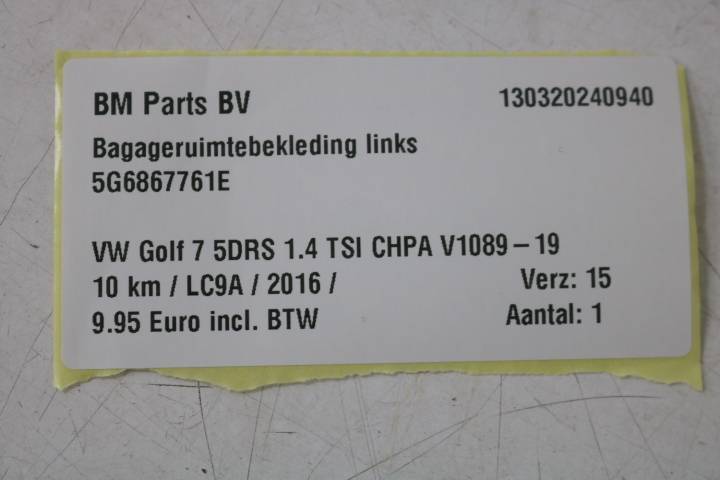 BM Parts BV 130320240940
Bagageruimtebekleding links
5G6867761E
VW Golf 7 5DRS 1.4 TSI CHPA V1089 – 19
10 km / LC9A / 2016 / Verz: 15
9.95 Euro incl. BTW Aantal: 1